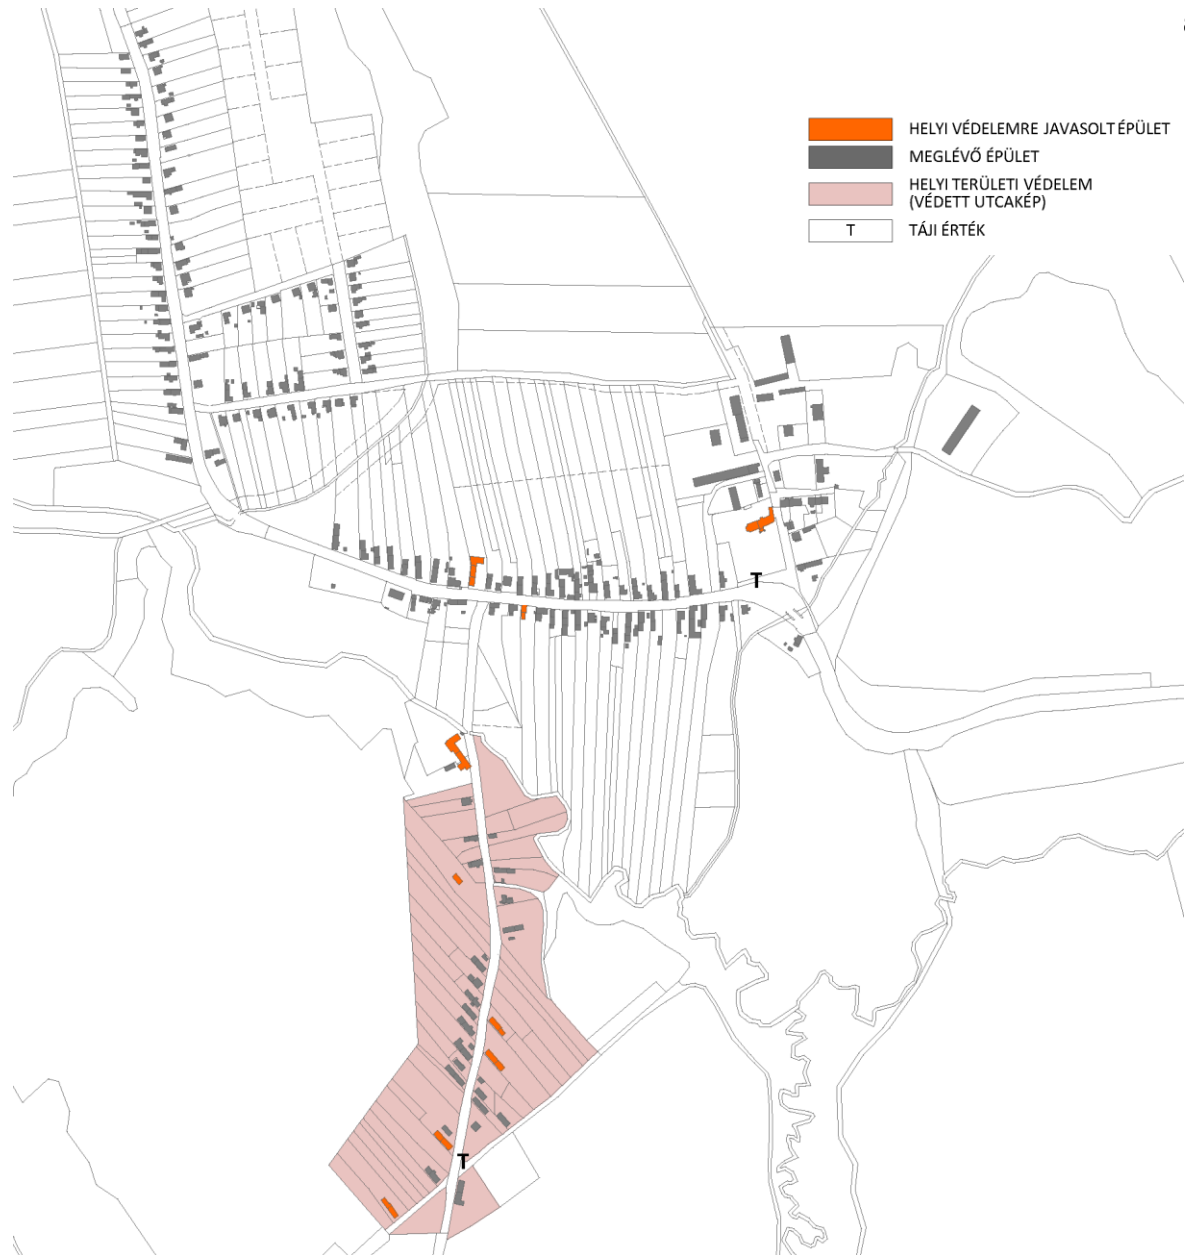 HELYI VÉDELEMRE JAVASOLT ÉPÜLET
MEGLÉVŐ ÉPÜLET
HELYI TERÜLETI VÉDELEM
(VÉDETT UTCAKÉP)
T TÁJI ÉRTÉK
T
T